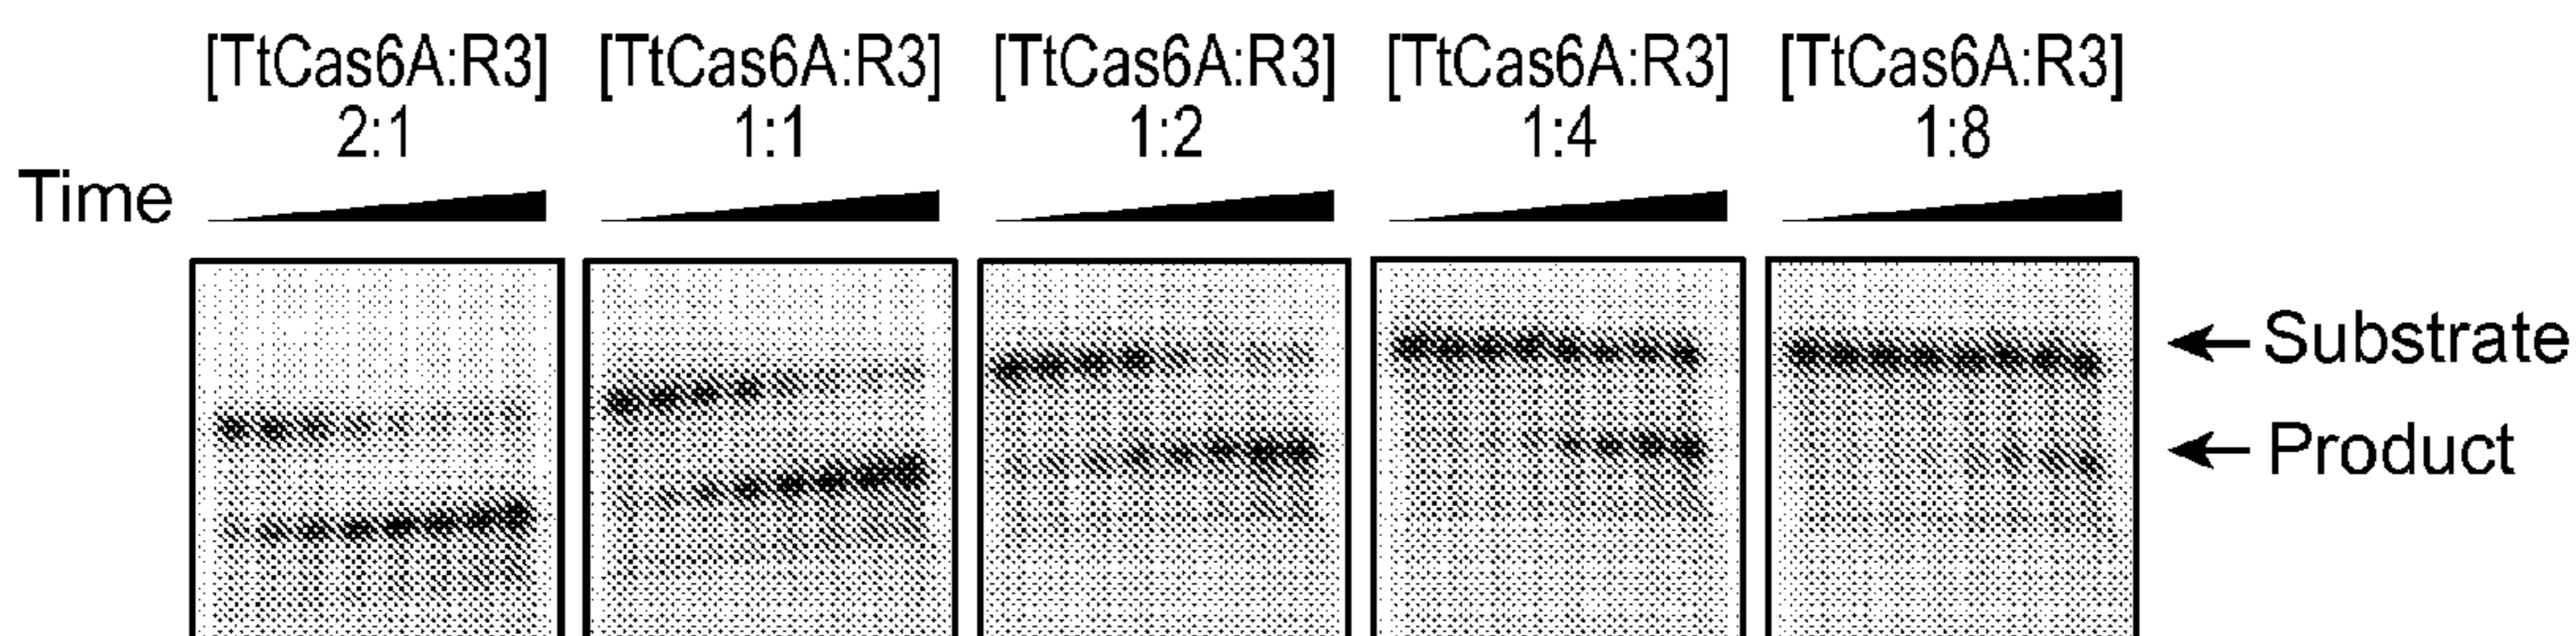 [TtCas6A:R3] [TtCas6A:R3] [TtCas6A:R3] [TtCas6A:R3] [TtCas6A:R3]
2:1 1:1 1:2 1:4 1:8
Time
Substrate
Product